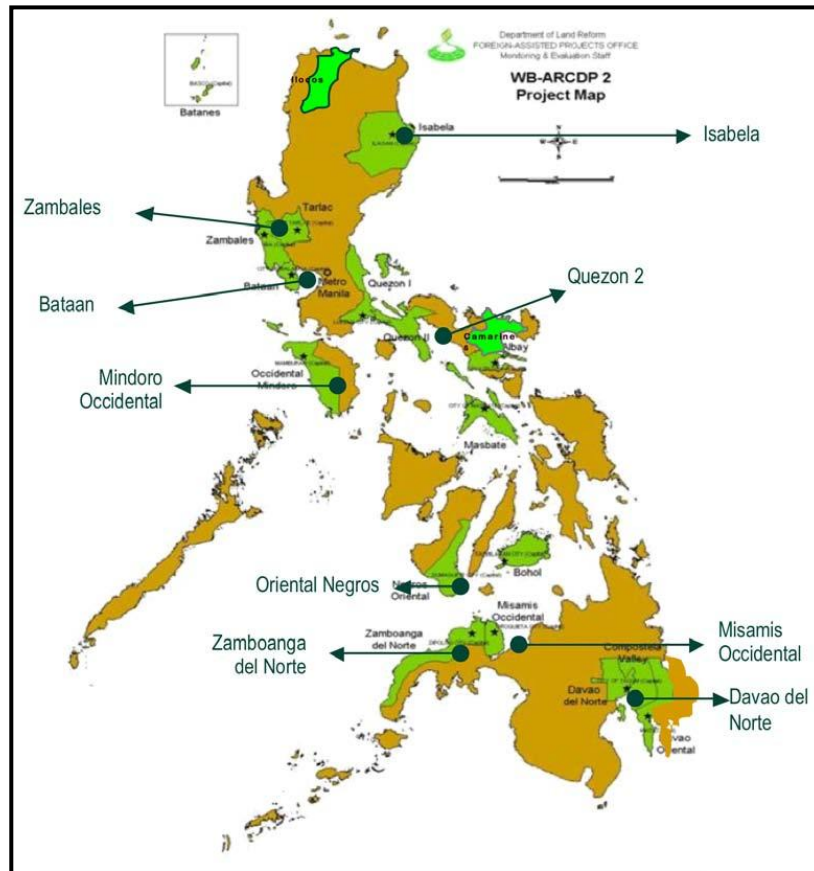 Department of Land Reform
FOREIGN-ASSISTED PROJECTS OFFICE
Monitoring & Evaluation Staff
WB-ARCDP 2
Project Map
BASCO (Capital)
Batanes
Ilocos
Isabela
Isabela
Zambales
Tarlac
Zambales
Bataan
Bataan
Metro
Manila
Quezon I
Quezon 2
Quezon II
Camarines
Albay
Mindoro
Occidental
Occidental
Mindoro
Masbate
Bohol
Oriental Negros
Negros
Oriental
Misamis
Occidental
Zamboanga
del Norte
Zamboanga
del Norte
Misamis
Occidental
Compostela
Valley
Davao
del Norte
Davao del
Norte
Davao
Oriental